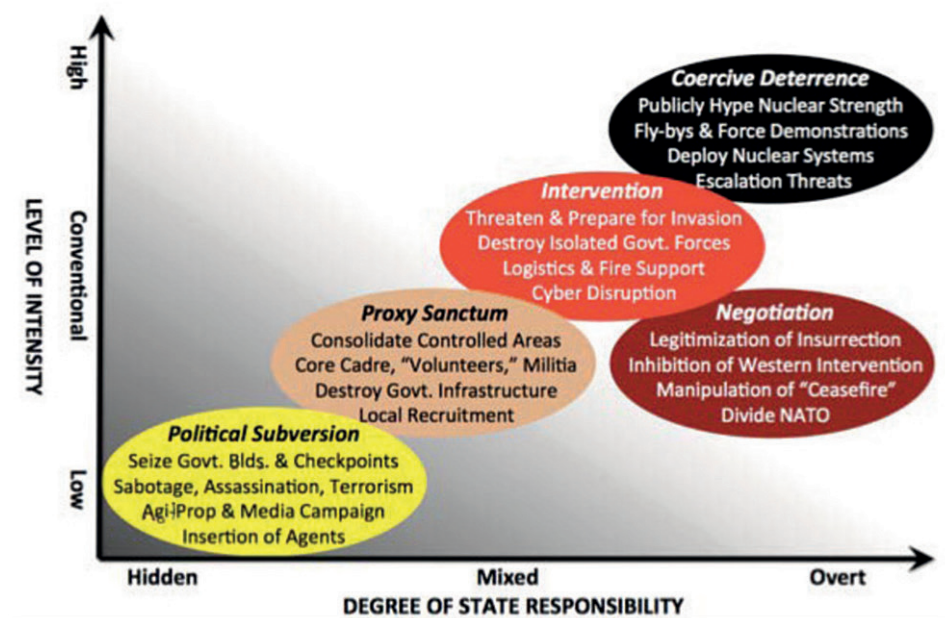 High
Conventional
Low
LEVEL OF INTENSITY
Coercive Deterrence
Publicly Hype Nuclear Strength
Fly-bys & Force Demonstrations
Deploy Nuclear Systems
Escalation Threats
Intervention
Threaten & Prepare for Invasion
Destroy Isolated Govt. Forces
Logistics & Fire Support
Cyber Disruption
Proxy Sanctum
Consolidate Controlled Areas
Core Cadre, “Volunteers,” Militia
Destroy Govt. Infrastructure
Local Recruitment
Negotiation
Legitimization of Insurrection
Inhibition of Western Intervention
Manipulation of “Ceasefire”
Divide NATO
Political Subversion
Seize Govt. Blds. & Checkpoints
Sabotage, Assassination, Terrorism
Agi-Prop & Media Campaign
Insertion of Agents
Hidden
Mixed
Overt
DEGREE OF STATE RESPONSIBILITY